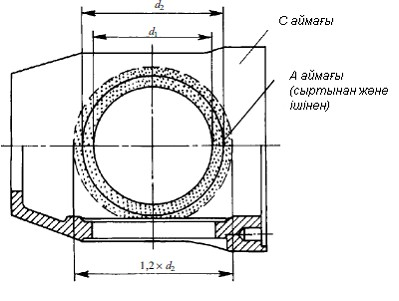 d₂
d₁
С аймағы
А аймағы
(сыртынан және
ішінен)
1,2 × d₂